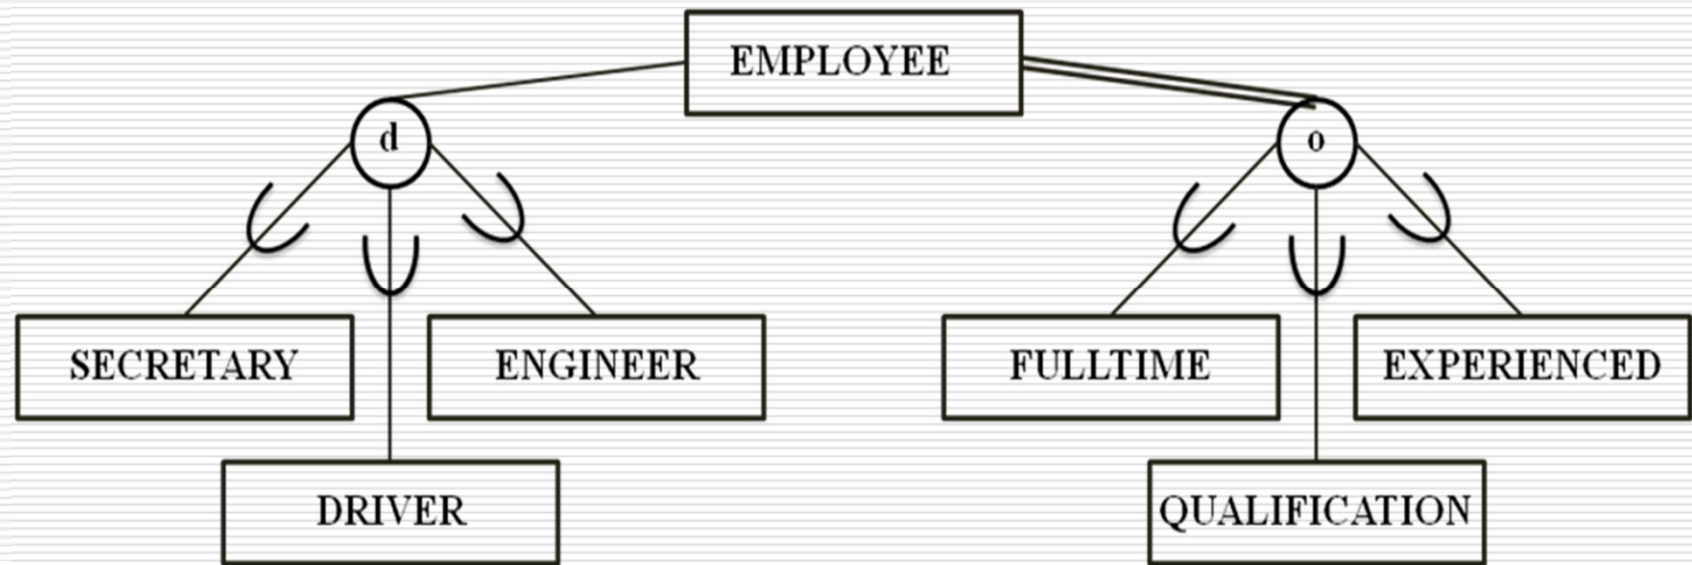 EMPLOYEE
d
o
SECRETARY
ENGINEER
FULLTIME
EXPERIENCED
DRIVER
QUALIFICATION